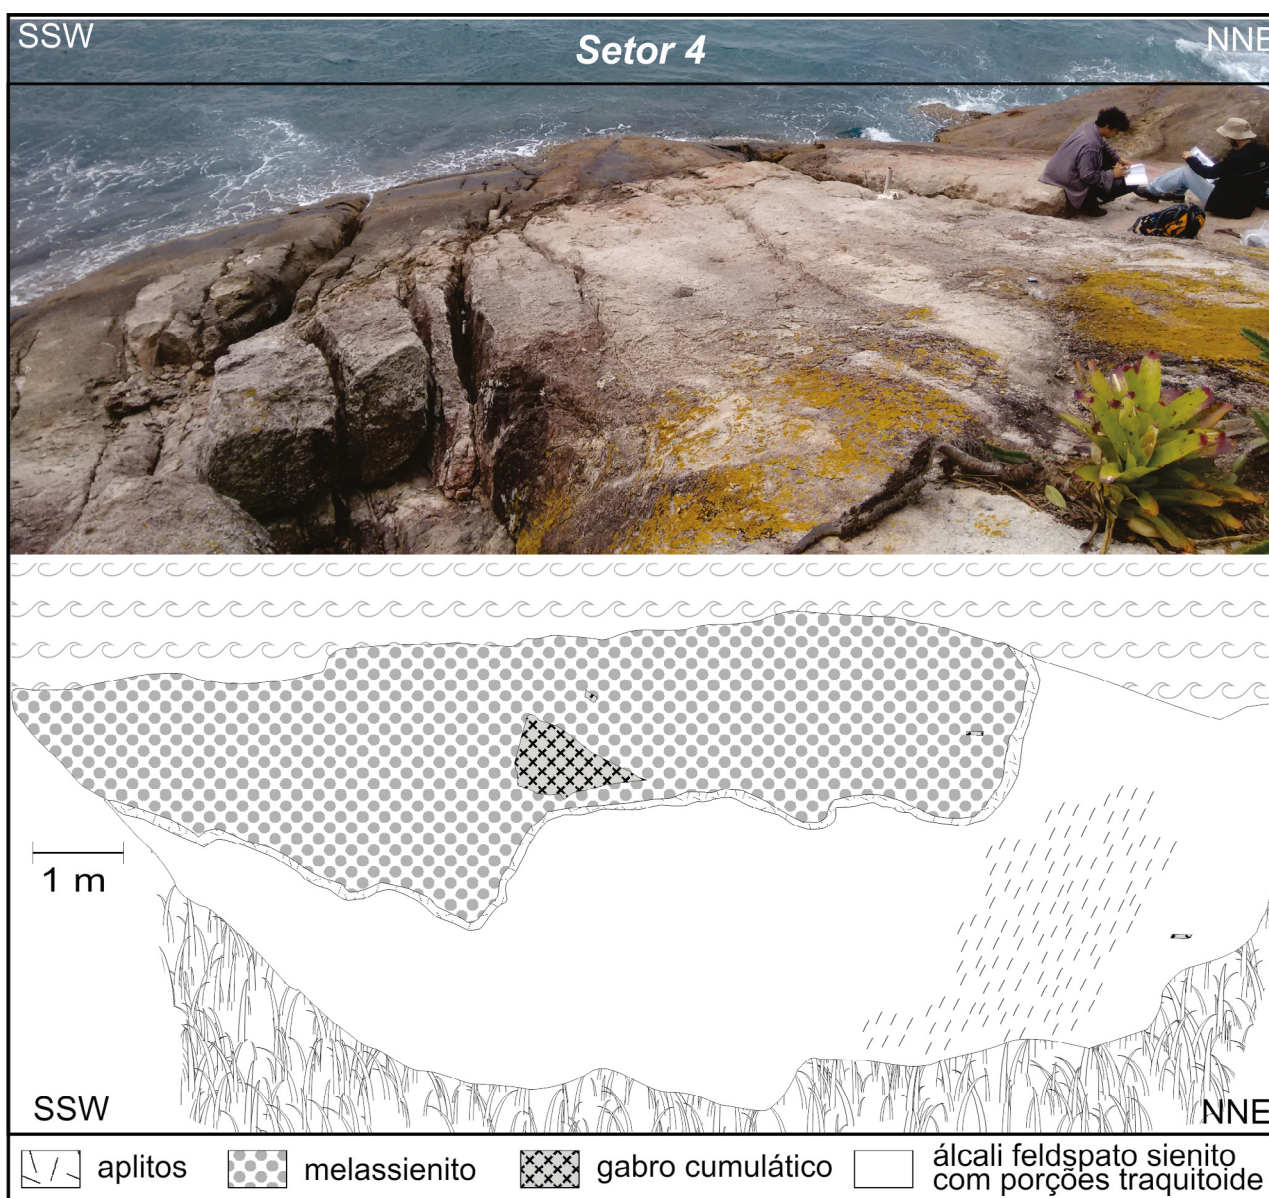 SSW
Setor 4
NNE
1 m
SSW
NNE
aplitos
melassienito
gabro cumulático
álcali feldspato sienito
com porções traquitoide